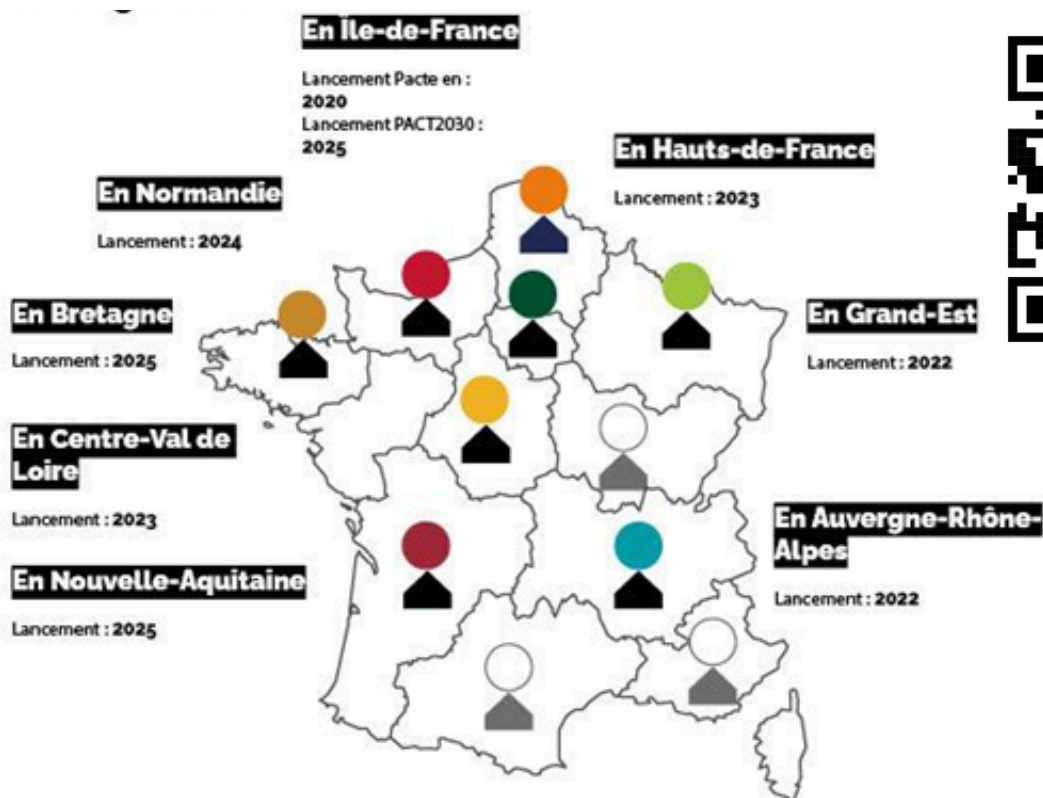 En Île-de-France
Lancement Pacte en :
2020
Lancement PACT2030 :
2025
En Hauts-de-France
Lancement : 2023
En Normandie
Lancement : 2024
En Bretagne
Lancement : 2025
En Grand-Est
Lancement : 2022
En Centre-Val de
Loire
Lancement : 2023
En Auvergne-Rhône-
Alpes
Lancement : 2022
En Nouvelle-Aquitaine
Lancement : 2025